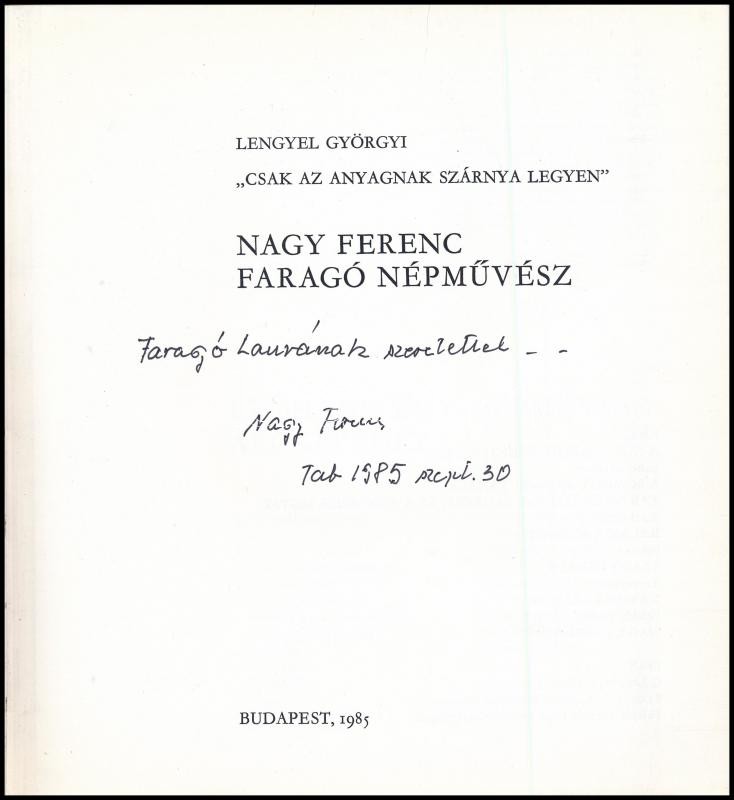 LENGYEL GYÖRGYI
„CSAK AZ ANYAGNAK SZÁRNYA LEGYEN”
NAGY FERENC
FARAGÓ NÉPMŰVÉSZ
Faragó Laurának szeretettel - -
Nagy Ferenc
Tab 1985 szept. 30
BUDAPEST, 1985